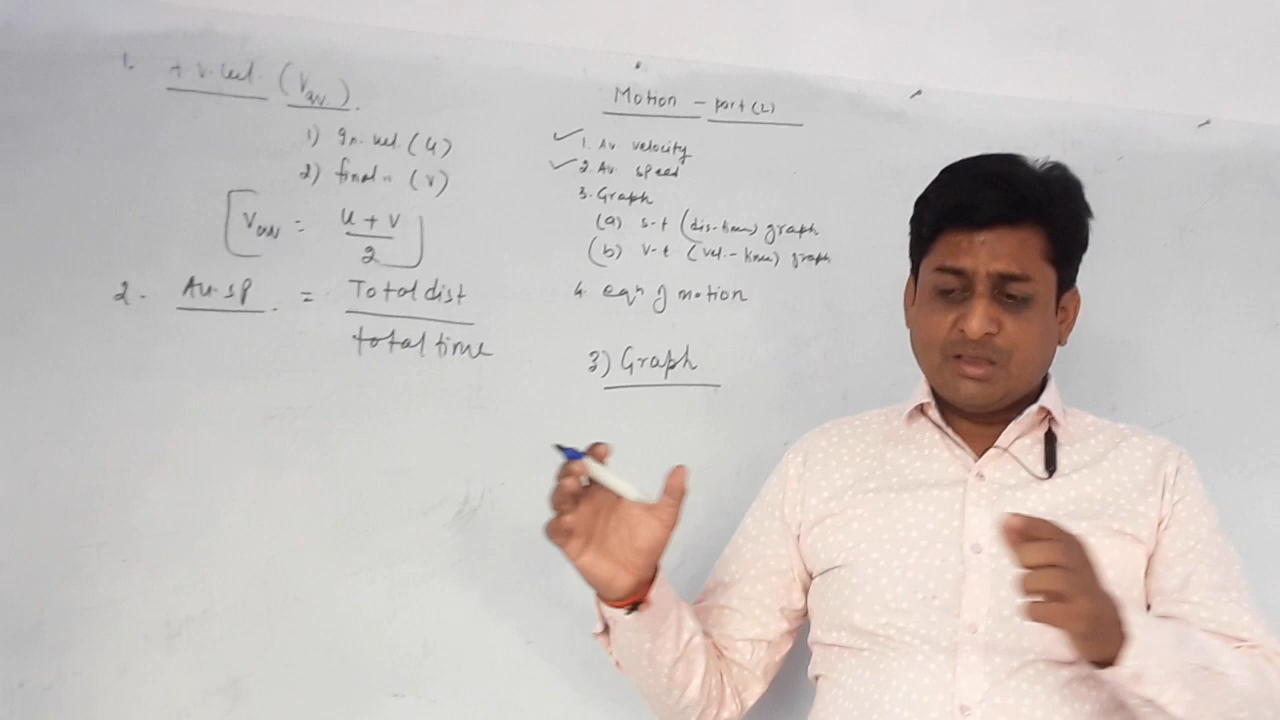 1. Av. vel. (Vav)
1) In. vel. (u)
2) final " (v)
Vav = u + v / 2
2. Av. sp = Total dist / total time
Motion - part (2)
✓ 1. Av. velocity
✓ 2. Av. speed
3. Graph
(a) s-t (dis-time) graph
(b) v-t (vel.-time) graph
4. eqn of motion
3) Graph